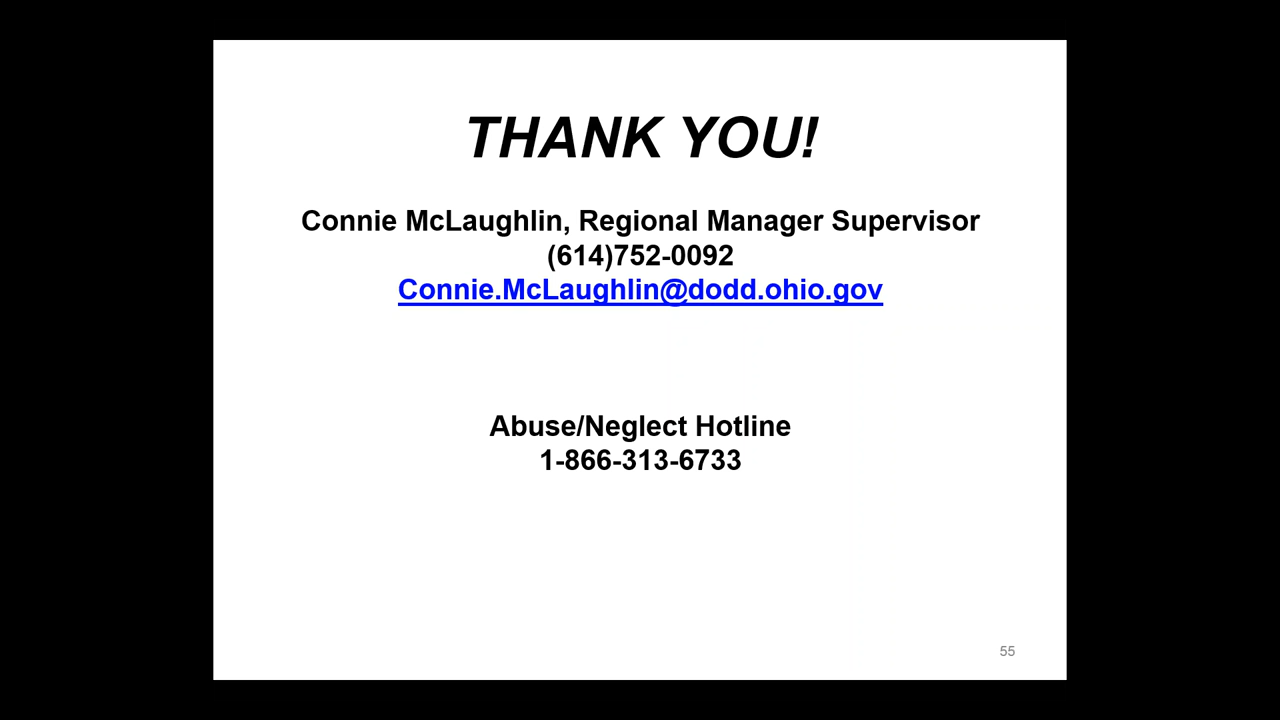 THANK YOU!
Connie McLaughlin, Regional Manager Supervisor
(614)752-0092
Connie.McLaughlin@dodd.ohio.gov
Abuse/Neglect Hotline
1-866-313-6733
55